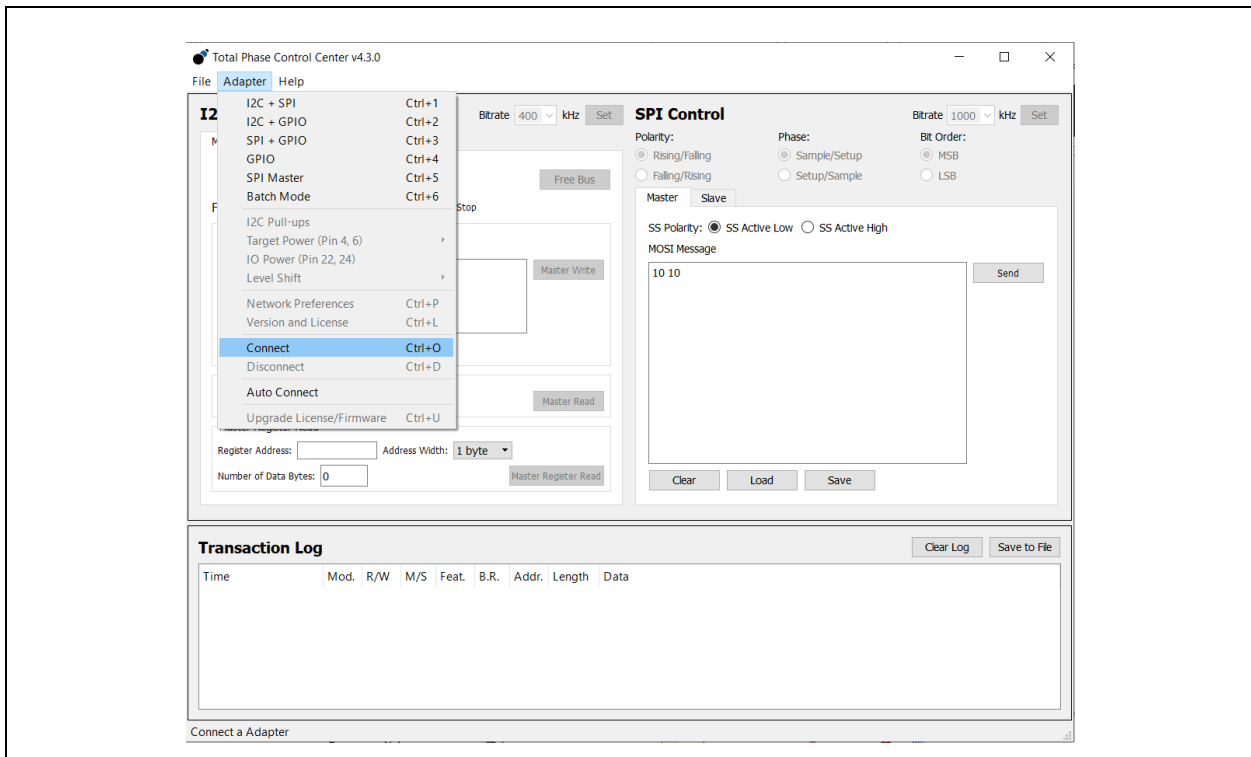 Total Phase Control Center v4.3.0
File Adapter Help
I2C + SPI Ctrl+1
I2C + GPIO Ctrl+2
SPI + GPIO Ctrl+3
GPIO Ctrl+4
SPI Master Ctrl+5
Batch Mode Ctrl+6
I2C Pull-ups
Target Power (Pin 4, 6)
IO Power (Pin 22, 24)
Level Shift
Network Preferences Ctrl+P
Version and License Ctrl+L
Connect Ctrl+O
Disconnect Ctrl+D
Auto Connect
Upgrade License/Firmware Ctrl+U
I2
Bitrate 400 kHz Set
M
Free Bus
F
Stop
Master Write
Master Read
Master Register Read
Register Address: Address Width: 1 byte
Number of Data Bytes: 0 Master Register Read
SPI Control Bitrate 1000 kHz Set
Polarity: Phase: Bit Order:
Rising/Falling Sample/Setup MSB
Falling/Rising Setup/Sample LSB
Master Slave
SS Polarity: SS Active Low SS Active High
MOSI Message
10 10 Send
Clear Load Save
Transaction Log Clear Log Save to File
Time Mod. R/W M/S Feat. B.R. Addr. Length Data
Connect a Adapter